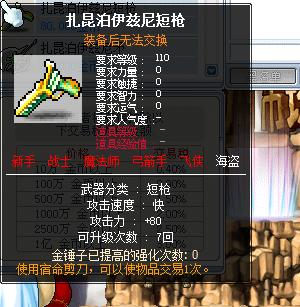 扎昆泊伊兹尼短枪
装备后无法交换
要求等级: 110
要求力量: 0
要求敏捷: 0
要求智力: 0
要求运气: 0
要求人气度: -
道具等级: -
道具经验值: -
新手 战士 魔法师 弓箭手 飞侠 海盗
武器分类 : 短枪
攻击速度 : 快
攻击力 : +80
可升级次数 : 7回
金锤子已提高的强化次数: 0
使用宿命剪刀，可以使物品交易1次。